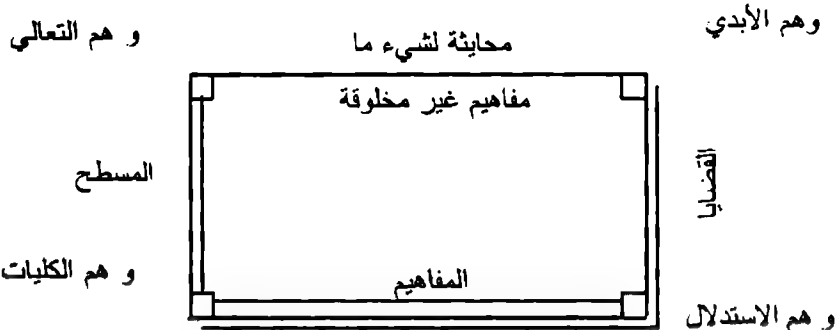 وهم الأبدي
محايثة لشيء ما
و هم التعالي
مفاهيم غير مخلوقة
القضايا
المسطح
المفاهيم
و هم الكليات
و هم الاستدلال